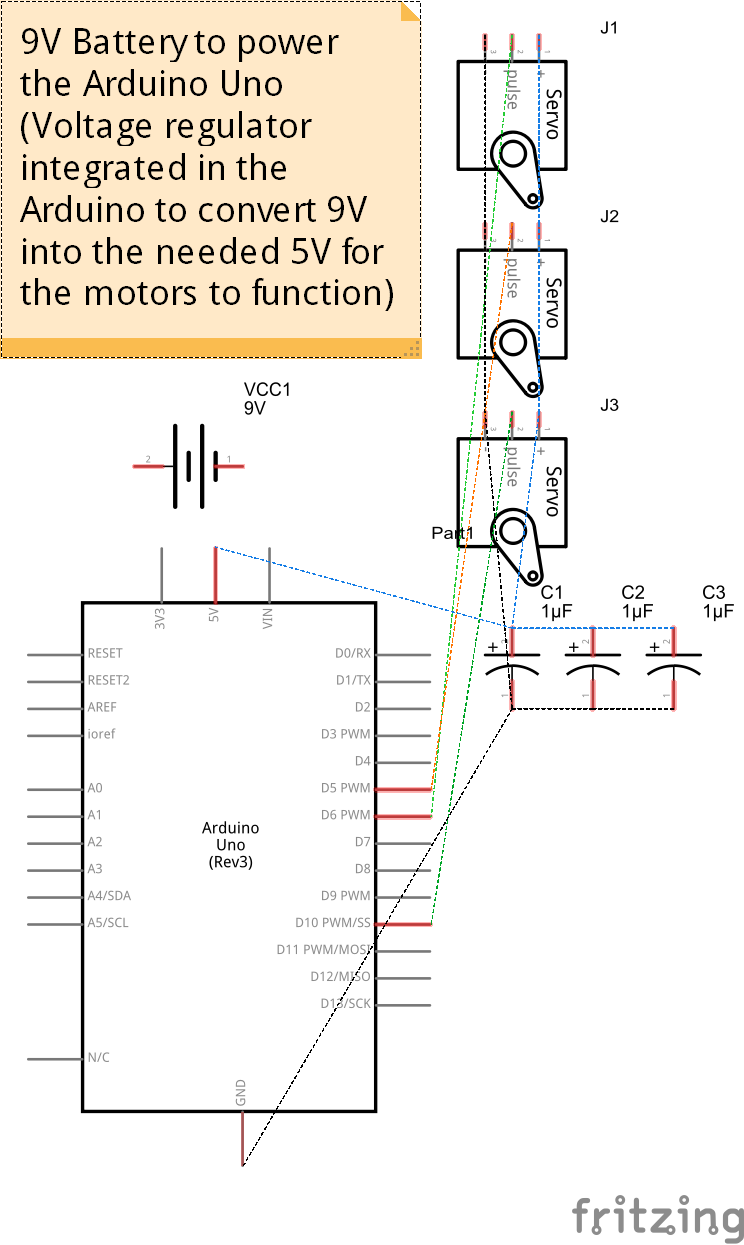 9V Battery to power
the Arduino Uno
(Voltage regulator
integrated in the
Arduino to convert 9V
into the needed 5V for
the motors to function)
J1
3
2
1
pulse
+
Servo
J2
3
2
1
pulse
+
Servo
J3
3
2
1
pulse
+
Servo
VCC1
9V
2
1
Part1
3V3
5V
VIN
C1
1µF
C2
1µF
C3
1µF
+
2
1
+
2
1
+
2
1
RESET
RESET2
AREF
ioref
A0
A1
A2
A3
A4/SDA
A5/SCL
N/C
Arduino
Uno
(Rev3)
D0/RX
D1/TX
D2
D3 PWM
D4
D5 PWM
D6 PWM
D7
D8
D9 PWM
D10 PWM/SS
D11 PWM/MOSI
D12/MISO
D13/SCK
GND
fritzing